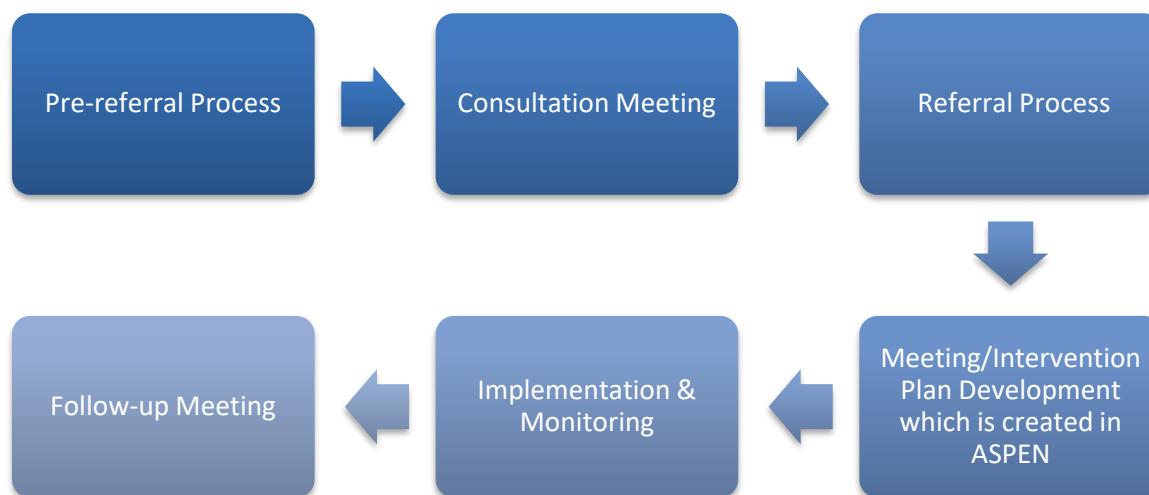 Pre-referral Process
Consultation Meeting
Referral Process
Meeting/Intervention
Plan Development
which is created in
ASPEN
Implementation &
Monitoring
Follow-up Meeting